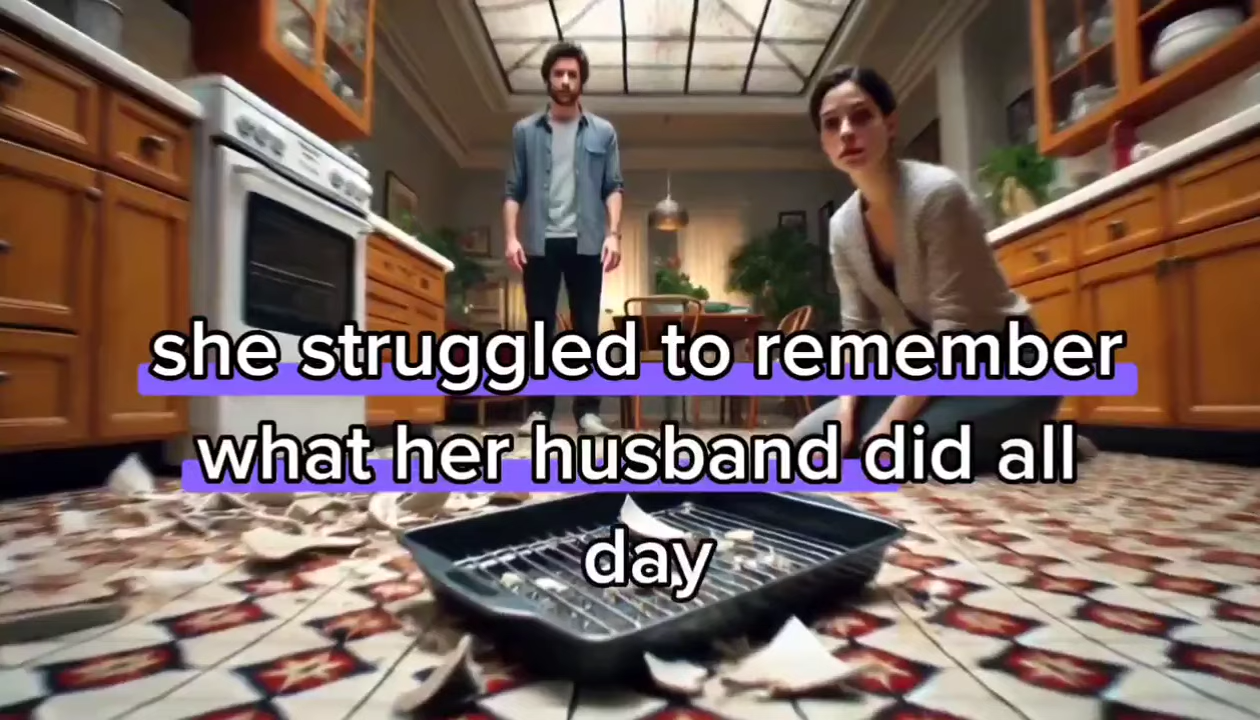 she struggled to remember
what her husband did all
day